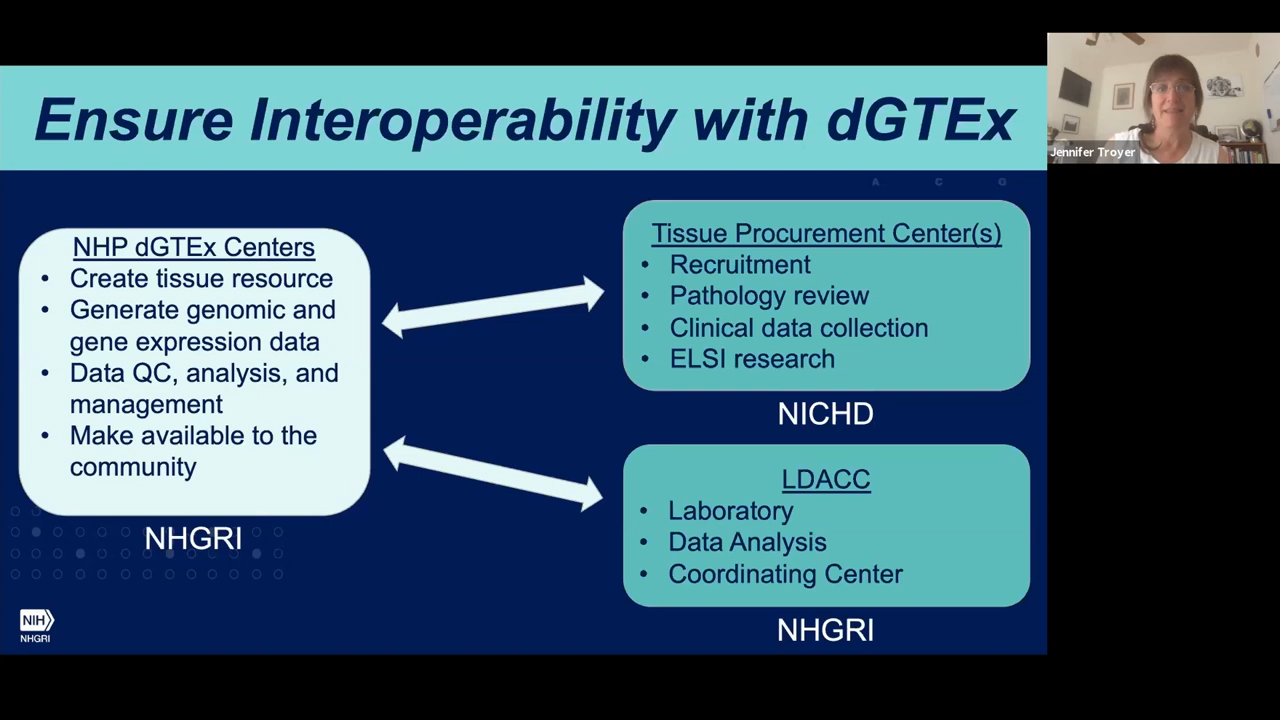 Ensure Interoperability with dGTEx
Jennifer Troyer
A C G
NHP dGTEx Centers
• Create tissue resource
• Generate genomic and
gene expression data
• Data QC, analysis, and
management
• Make available to the
community
NHGRI
Tissue Procurement Center(s)
• Recruitment
• Pathology review
• Clinical data collection
• ELSI research
NICHD
LDACC
• Laboratory
• Data Analysis
• Coordinating Center
NHGRI
NIH
NHGRI